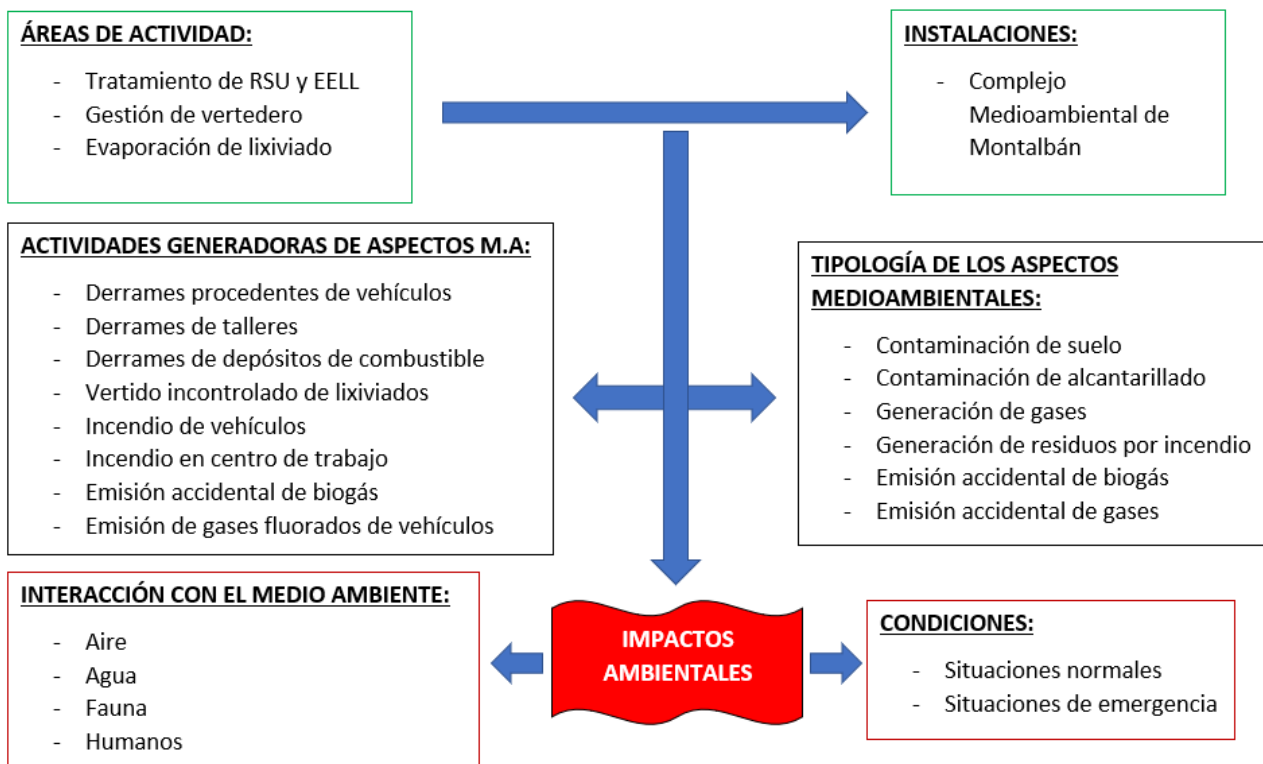 ÁREAS DE ACTIVIDAD:
- Tratamiento de RSU y EELL
- Gestión de vertedero
- Evaporación de lixiviado
INSTALACIONES:
- Complejo
Medioambiental de
Montalbán
ACTIVIDADES GENERADORAS DE ASPECTOS M.A:
- Derrames procedentes de vehículos
- Derrames de talleres
- Derrames de depósitos de combustible
- Vertido incontrolado de lixiviados
- Incendio de vehículos
- Incendio en centro de trabajo
- Emisión accidental de biogás
- Emisión de gases fluorados de vehículos
TIPOLOGÍA DE LOS ASPECTOS
MEDIOAMBIENTALES:
- Contaminación de suelo
- Contaminación de alcantarillado
- Generación de gases
- Generación de residuos por incendio
- Emisión accidental de biogás
- Emisión accidental de gases
INTERACCIÓN CON EL MEDIO AMBIENTE:
- Aire
- Agua
- Fauna
- Humanos
IMPACTOS
AMBIENTALES
CONDICIONES:
- Situaciones normales
- Situaciones de emergencia